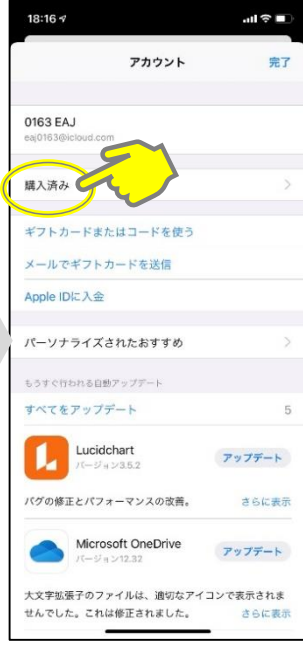 18:16
アカウント
完了
0163 EAJ
eaj0163@icloud.com
購入済み
ギフトカードまたはコードを使う
メールでギフトカードを送信
Apple IDに入金
パーソナライズされたおすすめ
もうすぐ行われる自動アップデート
すべてをアップデート
5
Lucidchart
バージョン3.5.2
アップデート
バグの修正とパフォーマンスの改善。
さらに表示
Microsoft OneDrive
バージョン12.32
アップデート
大文字拡張子のファイルは、適切なアイコンで表示されま
せんでした。これは修正されました。
さらに表示